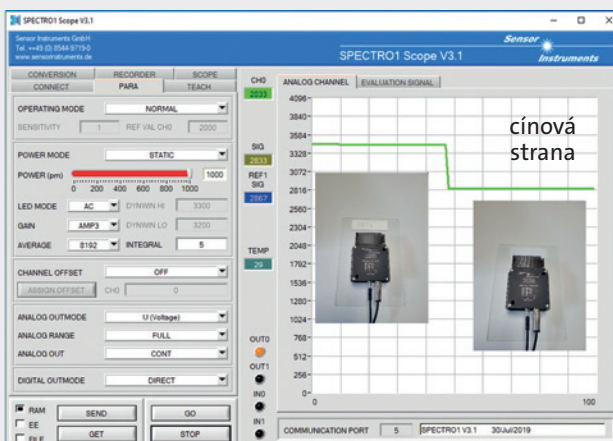 SPECTRO1 Scope V3.1
Sensor Instruments GmbH
Tel. ++49 (0) 8544-9719-0
www.sensorinstruments.de
SPECTRO1 Scope V3.1
Sensor
Instruments
CONVERSION RECORDER SCOPE
CONNECT PARA TEACH
OPERATING MODE NORMAL
SENSITIVITY 1 REF VAL CH0 2000
POWER MODE STATIC
POWER (pm) 1000
0 200 400 600 800 1000
LED MODE AC DYNWIN HI 3300
GAIN AMP3 DYNWIN LO 3200
AVERAGE 8192 INTEGRAL 5
CHANNEL OFFSET OFF
ASSIGN OFFSET CH0 0
ANALOG OUTMODE U (Voltage)
ANALOG RANGE FULL
ANALOG OUT CONT
DIGITAL OUTMODE DIRECT
RAM
EE
FILE
SEND
GO
GET
STOP
CH0
2833
SIG
2833
REF1
SIG
2867
TEMP
29
OUT0
OUT1
IN0
IN1
ANALOG CHANNEL EVALUATION SIGNAL
4096
3840
3584
3328
3072
2816
2560
2304
2048
1792
1536
1280
1024
768
512
256
0
0 100
cínová
strana
COMMUNICATION PORT 5 SPECTRO1 V3.1 30/Jul/2019